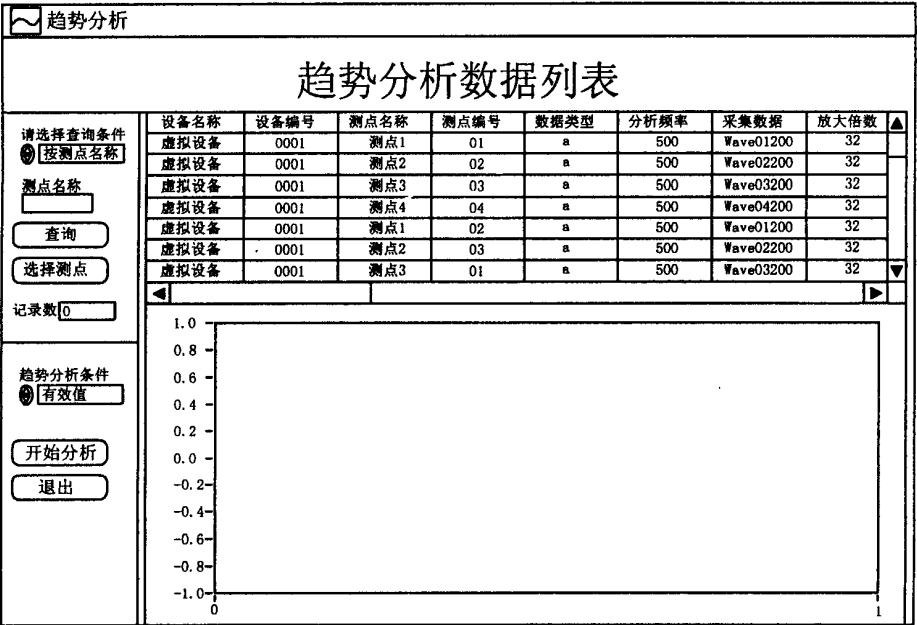 趋势分析
趋势分析数据列表
请选择查询条件
按测点名称
测点名称
查询
选择测点
记录数 0
趋势分析条件
有效值
开始分析
退出
设备名称 设备编号 测点名称 测点编号 数据类型 分析频率 采集数据 放大倍数
虚拟设备 0001 测点1 01 a 500 Wave01200 32
虚拟设备 0001 测点2 02 a 500 Wave02200 32
虚拟设备 0001 测点3 03 a 500 Wave03200 32
虚拟设备 0001 测点4 04 a 500 Wave04200 32
虚拟设备 0001 测点1 02 a 500 Wave01200 32
虚拟设备 0001 测点2 03 a 500 Wave02200 32
虚拟设备 0001 测点3 01 a 500 Wave03200 32
1.0
0.8
0.6
0.4
0.2
0.0
-0.2
-0.4
-0.6
-0.8
-1.0
0 1